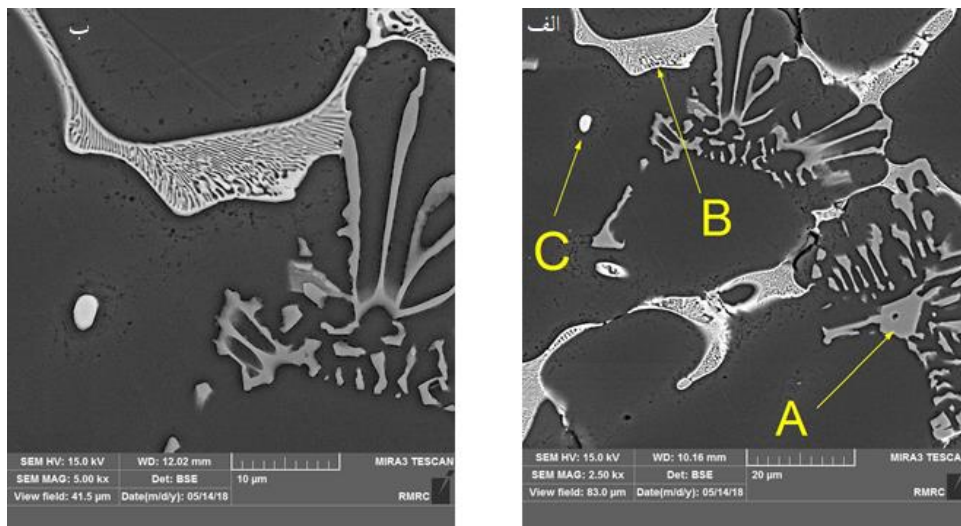 ب
SEM HV: 15.0 kV
WD: 12.02 mm
MIRA3 TESCAN
SEM MAG: 5.00 kx
Det: BSE
10 µm
View field: 41.5 µm
Date(m/d/y): 05/14/18
RMRC
الف
B
C
A
SEM HV: 15.0 kV
WD: 10.16 mm
MIRA3 TESCAN
SEM MAG: 2.50 kx
Det: BSE
20 µm
View field: 83.0 µm
Date(m/d/y): 05/14/18
RMRC